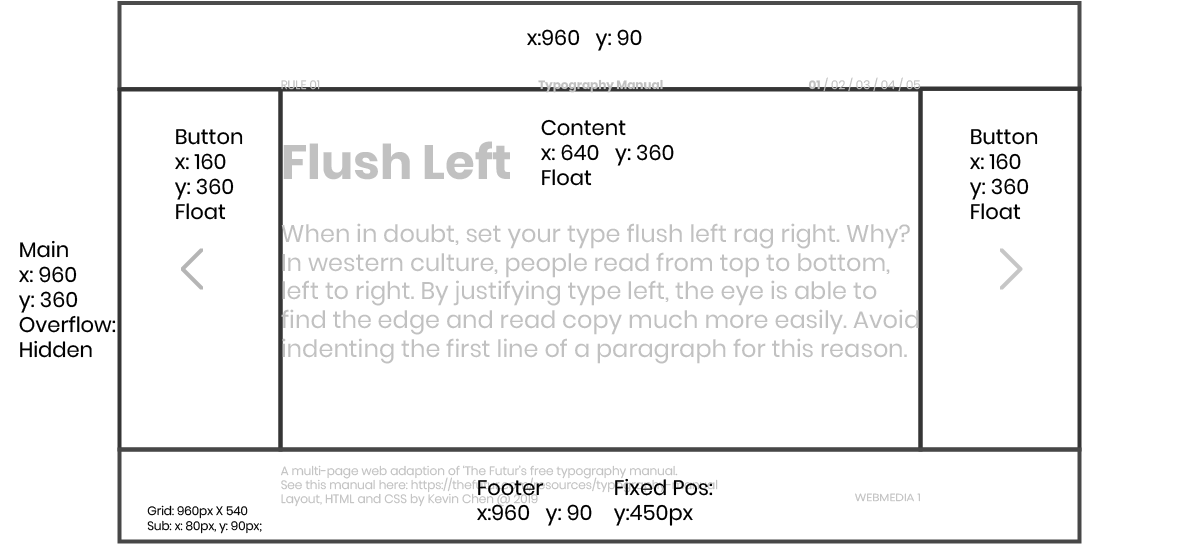 x:960 y: 90
RULE 01
Typography Manual
01 / 02 / 03 / 04 / 05
Button
x: 160
y: 360
Float
Content
x: 640 y: 360
Float
Button
x: 160
y: 360
Float
Flush Left
When in doubt, set your type flush left rag right. Why?
In western culture, people read from top to bottom,
left to right. By justifying type left, the eye is able to
find the edge and read copy much more easily. Avoid
indenting the first line of a paragraph for this reason.
Main
x: 960
y: 360
Overflow:
Hidden
A multi-page web adaption of 'The Futur's free typography manual.
See this manual here:
Layout, HTML and CSS by Kevin Chen @ 2019
Footer Fixed Pos:
x:960 y: 90 y:450px
WEBMEDIA 1
Grid: 960px X 540
Sub: x: 80px, y: 90px;